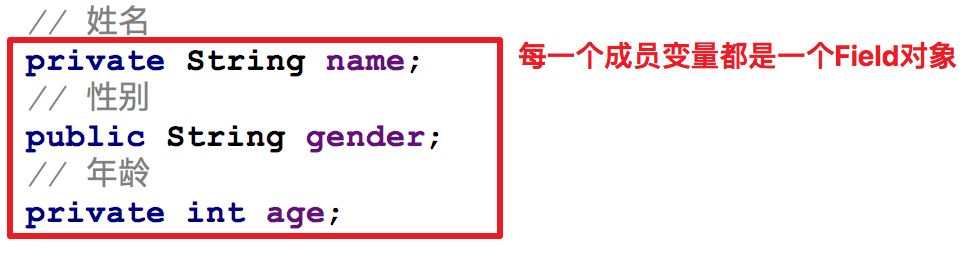 // 姓名
private String name;
每一个成员变量都是一个Field对象
// 性别
public String gender;
// 年龄
private int age;